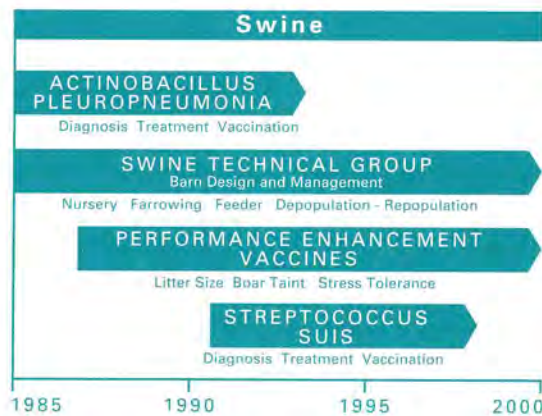 Swine
ACTINOBACILLUS
PLEUROPNEUMONIA
Diagnosis Treatment Vaccination
SWINE TECHNICAL GROUP
Barn Design and Management
Nursery Farrowing Feeder Depopulation - Repopulation
PERFORMANCE ENHANCEMENT
VACCINES
Litter Size Boar Taint Stress Tolerance
STREPTOCOCCUS
SUIS
Diagnosis Treatment Vaccination
1985 1990 1995 2000